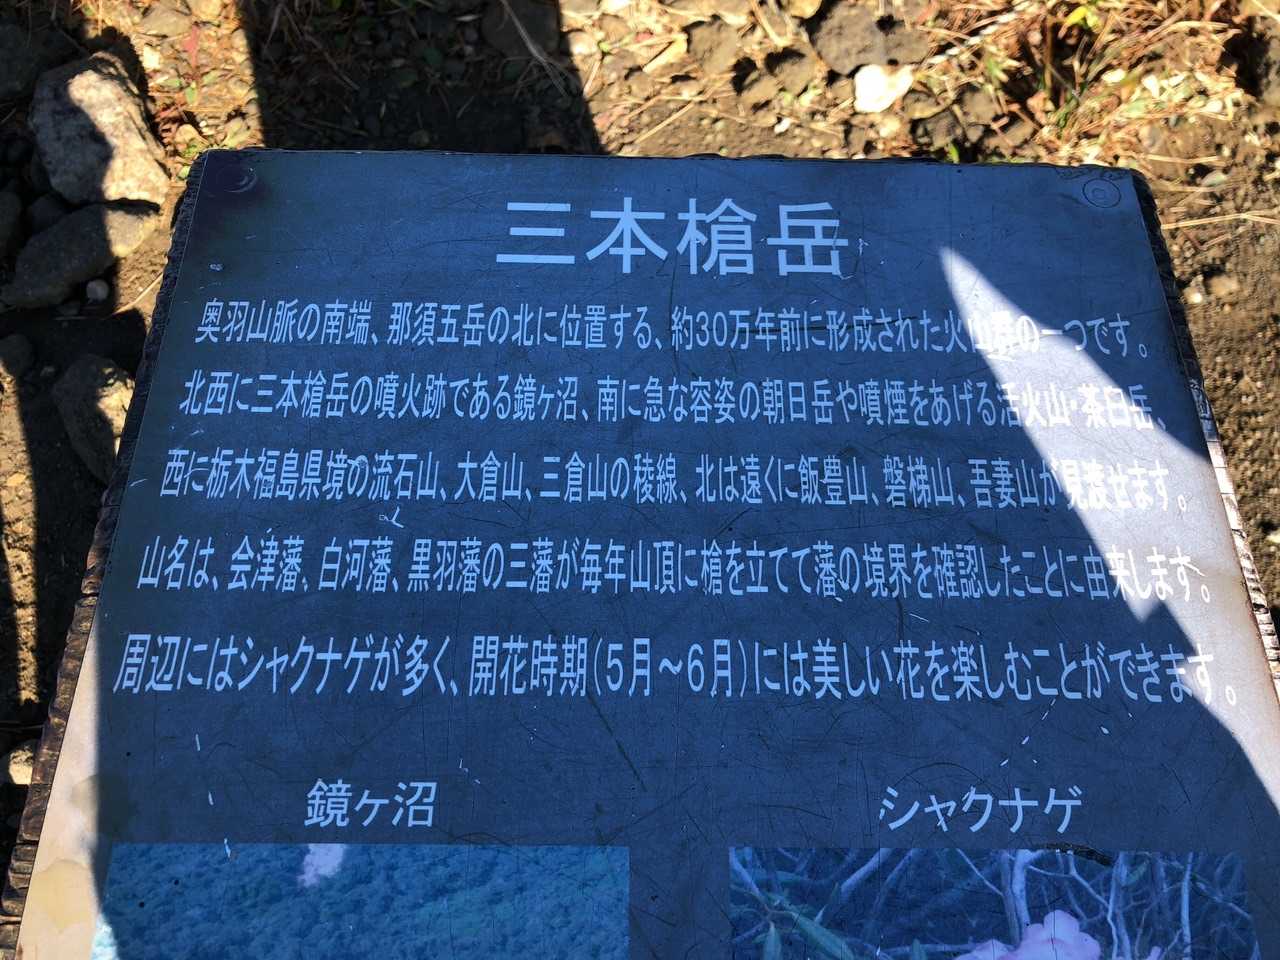 三本槍岳
奥羽山脈の南端、那須五岳の北に位置する、約30万年前に形成された火山群の一つです。
北西に三本槍岳の噴火跡である鏡ヶ沼、南に急な容姿の朝日岳や噴煙をあげる活火山・茶臼岳、
西に栃木福島県境の流石山、大倉山、三倉山の稜線、北は遠くに飯豊山、磐梯山、吾妻山が見渡せます。
山名は、会津藩、白河藩、黒羽藩の三藩が毎年山頂に槍を立てて藩の境界を確認したことに由来します。
周辺にはシャクナゲが多く、開花時期(5月～6月)には美しい花を楽しむことができます。
鏡ヶ沼
シャクナゲ